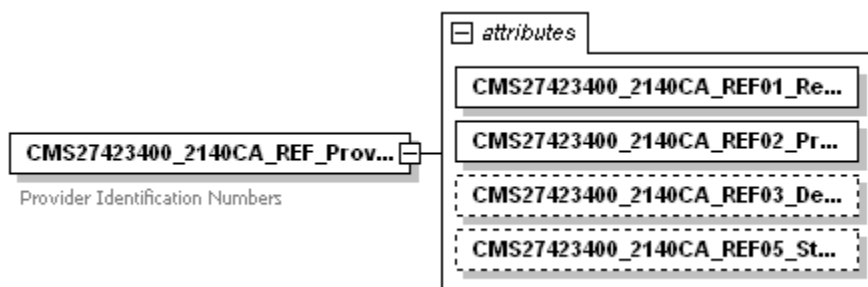 attributes
CMS27423400_2140CA_REF01_Re...
CMS27423400_2140CA_REF_Prov...
CMS27423400_2140CA_REF02_Pr...
Provider Identification Numbers
CMS27423400_2140CA_REF03_De...
CMS27423400_2140CA_REF05_St...